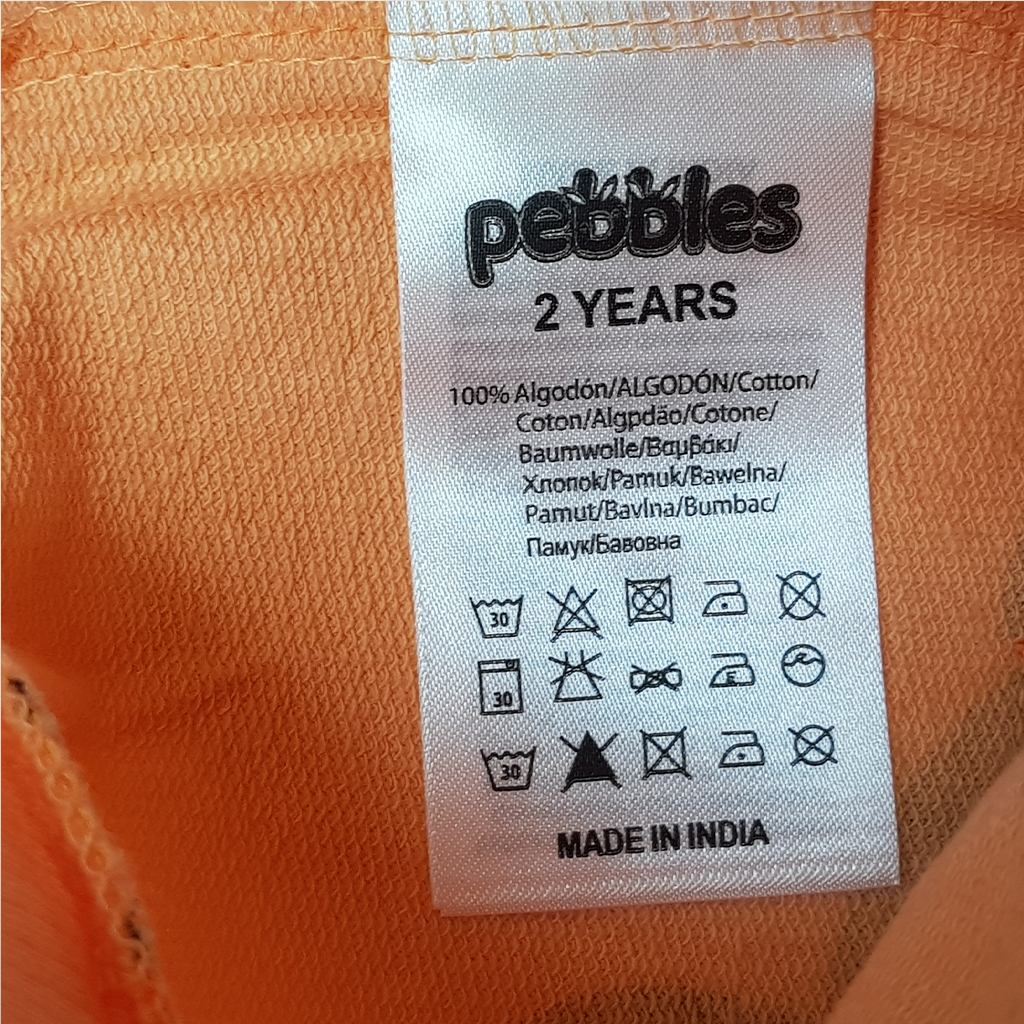 pebbles
2 YEARS
100% Algodón/ALGODÓN/Cotton/
Coton/Algpdão/Cotone/
Baumwolle/Βαμβάκι/
Хлопок/Pamuk/Bawelna/
Pamut/Bavlna/Bumbac/
Памук/Бавовна
30
30
E
30
MADE IN INDIA